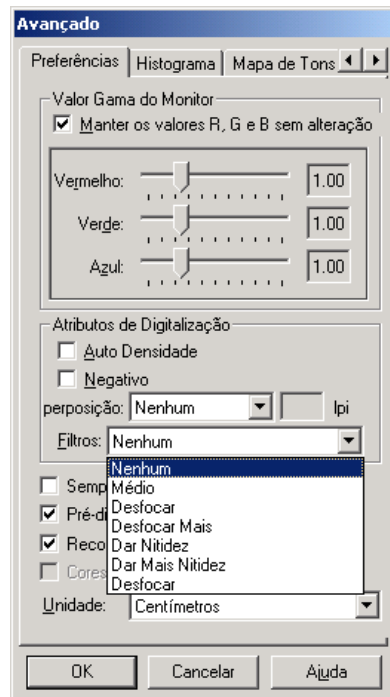 Avançado
Preferências Histograma Mapa de Tons
Valor Gama do Monitor
Manter os valores R, G e B sem alteração
Vermelho: 1.00
Verde: 1.00
Azul: 1.00
Atributos de Digitalização
Auto Densidade
Negativo
perposição: Nenhum lpi
Filtros: Nenhum
Nenhum
Semp Médio
Desfocar
Pré-di Desfocar Mais
Reco Dar Nitidez
Dar Mais Nitidez
Cores Desfocar
Unidade: Centímetros
OK Cancelar Ajuda